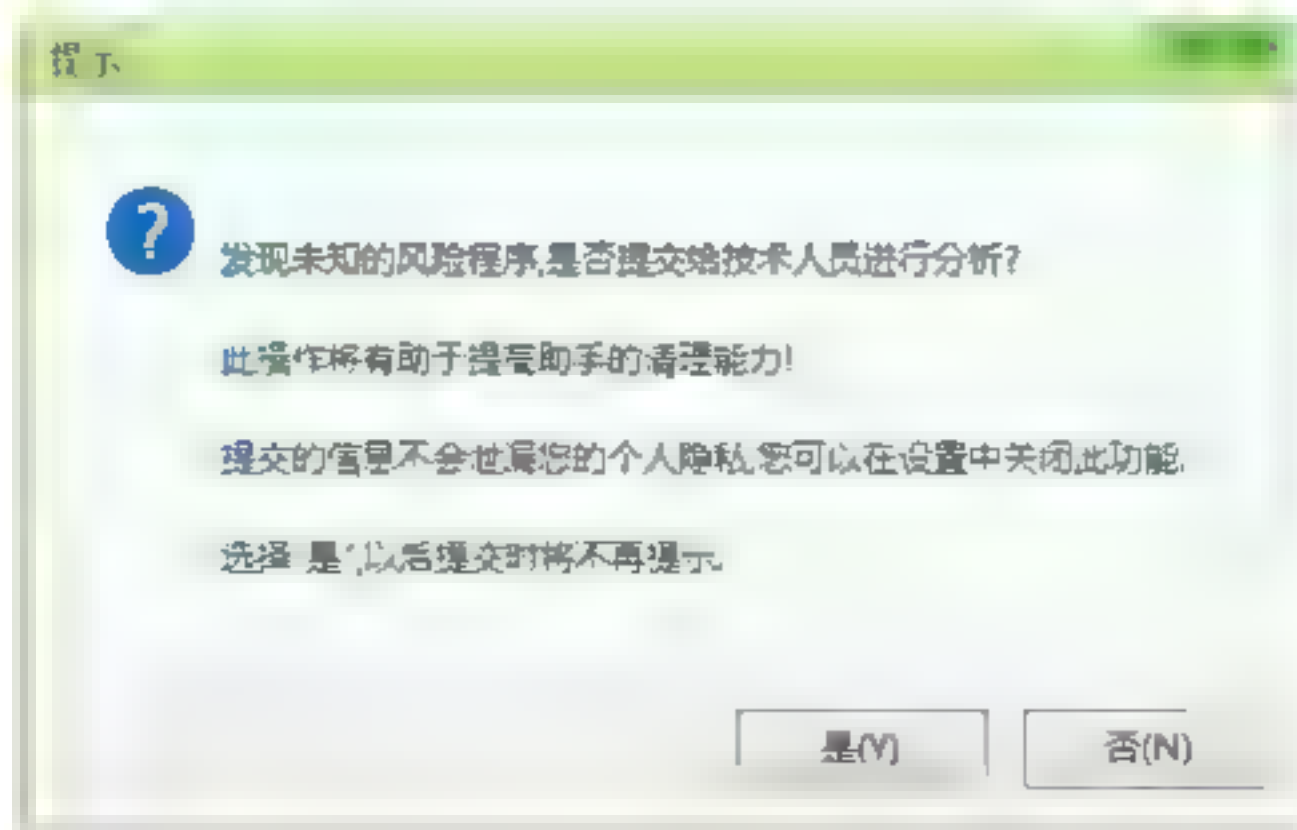 提示
发现未知的风险程序,是否提交给技术人员进行分析?
此操作将有助于提高助手的清理能力!
提交的信息不会泄漏您的个人隐私,您可以在设置中关闭此功能.
选择"是",以后提交时将不再提示.
是(Y) 否(N)